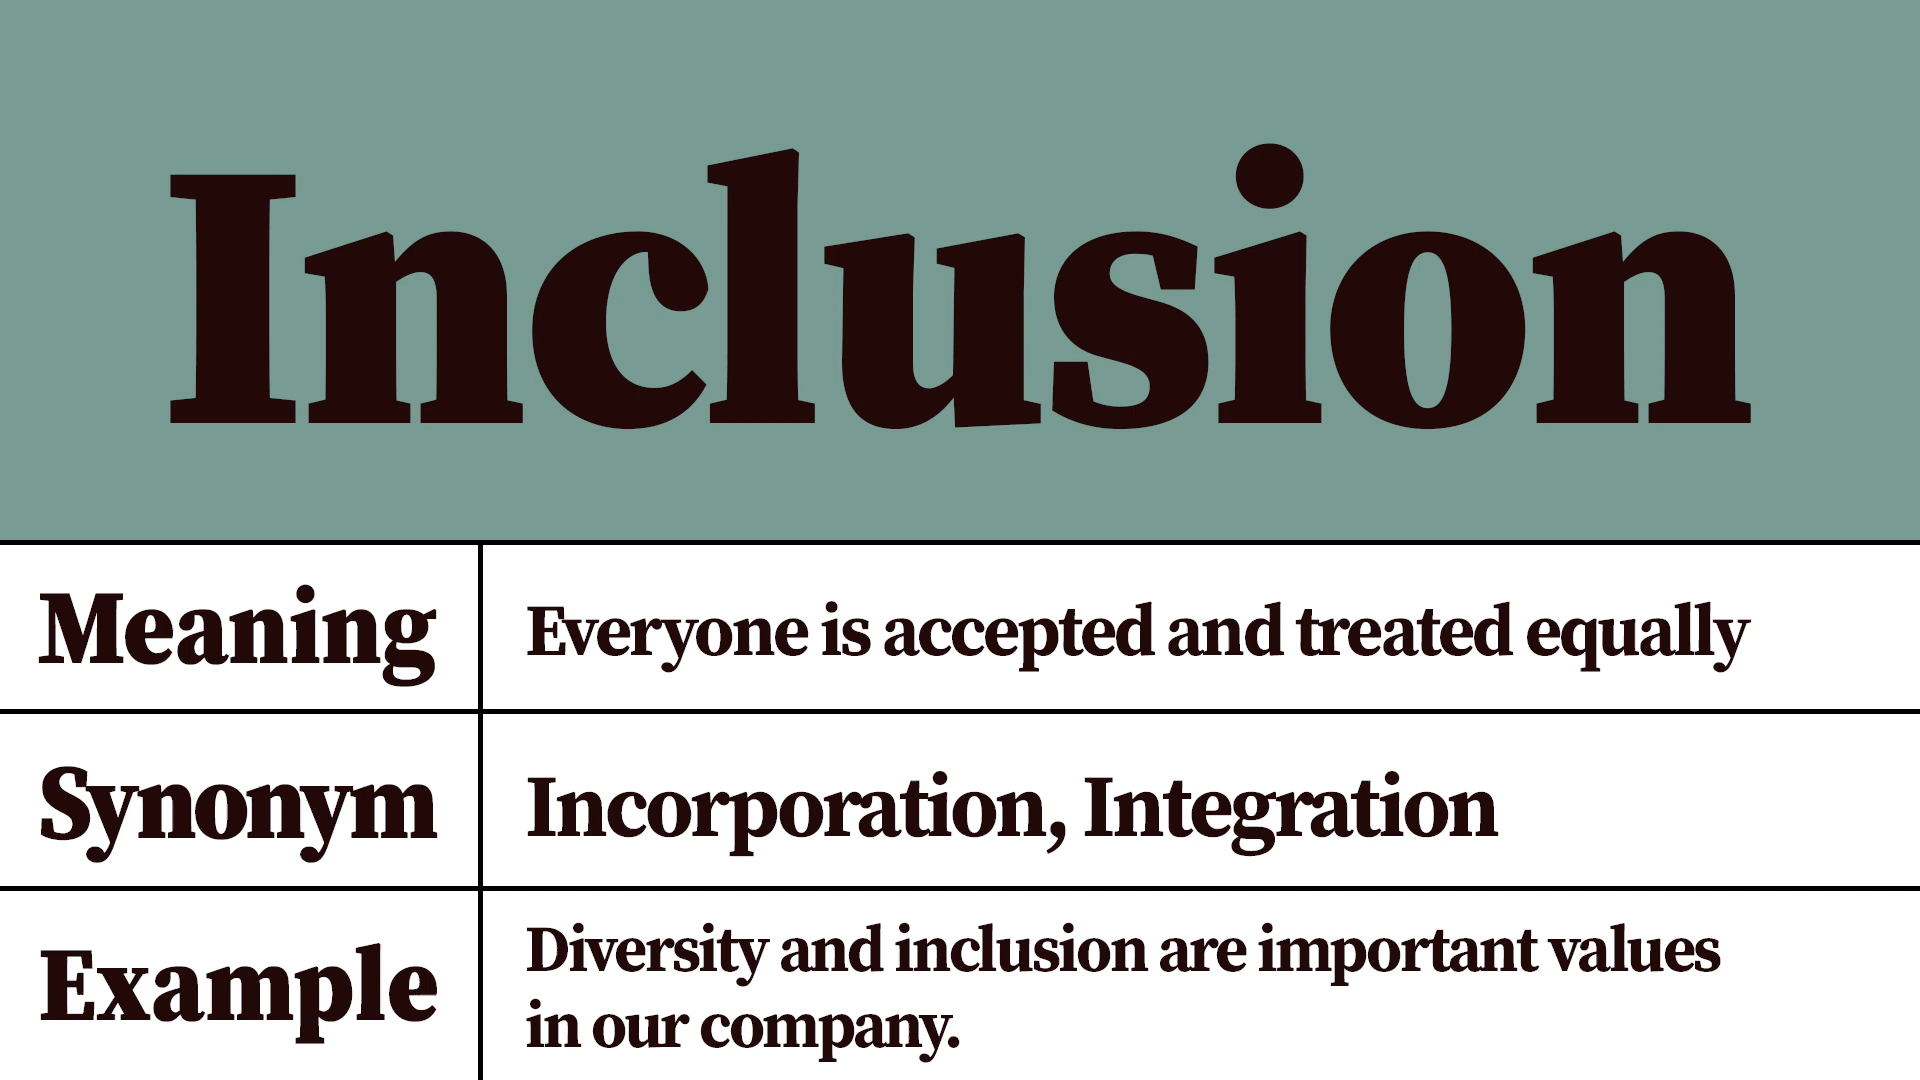 Inclusion
Meaning
Everyone is accepted and treated equally
Synonym
Incorporation, Integration
Example
Diversity and inclusion are important values
in our company.